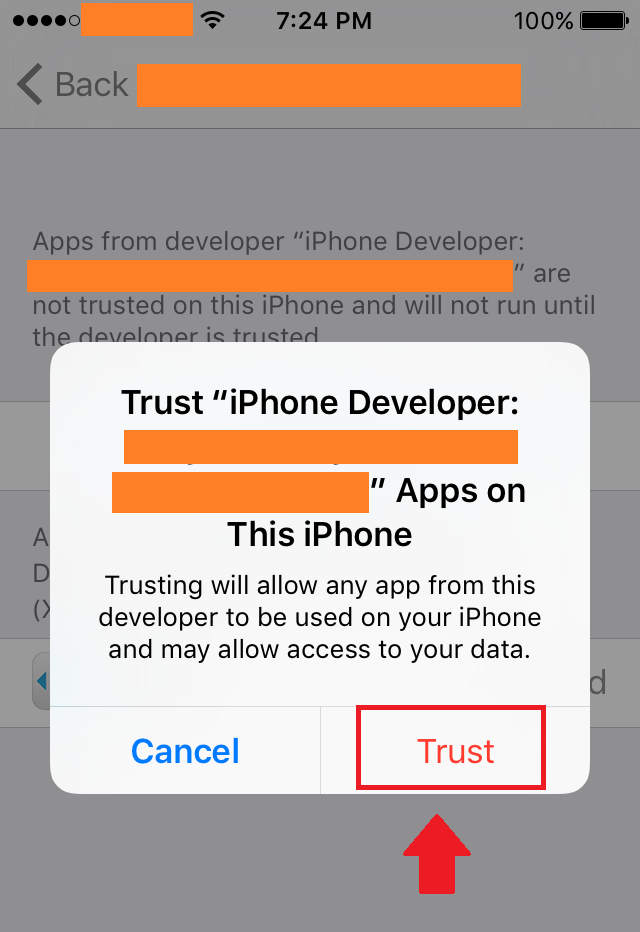 7:24 PM 100%
Back
Apps from developer “iPhone Developer:
” are
not trusted on this iPhone and will not run until
the developer is trusted
Trust “iPhone Developer:
” Apps on
This iPhone
Trusting will allow any app from this
developer to be used on your iPhone
and may allow access to your data.
A
D
(X
d
Cancel Trust